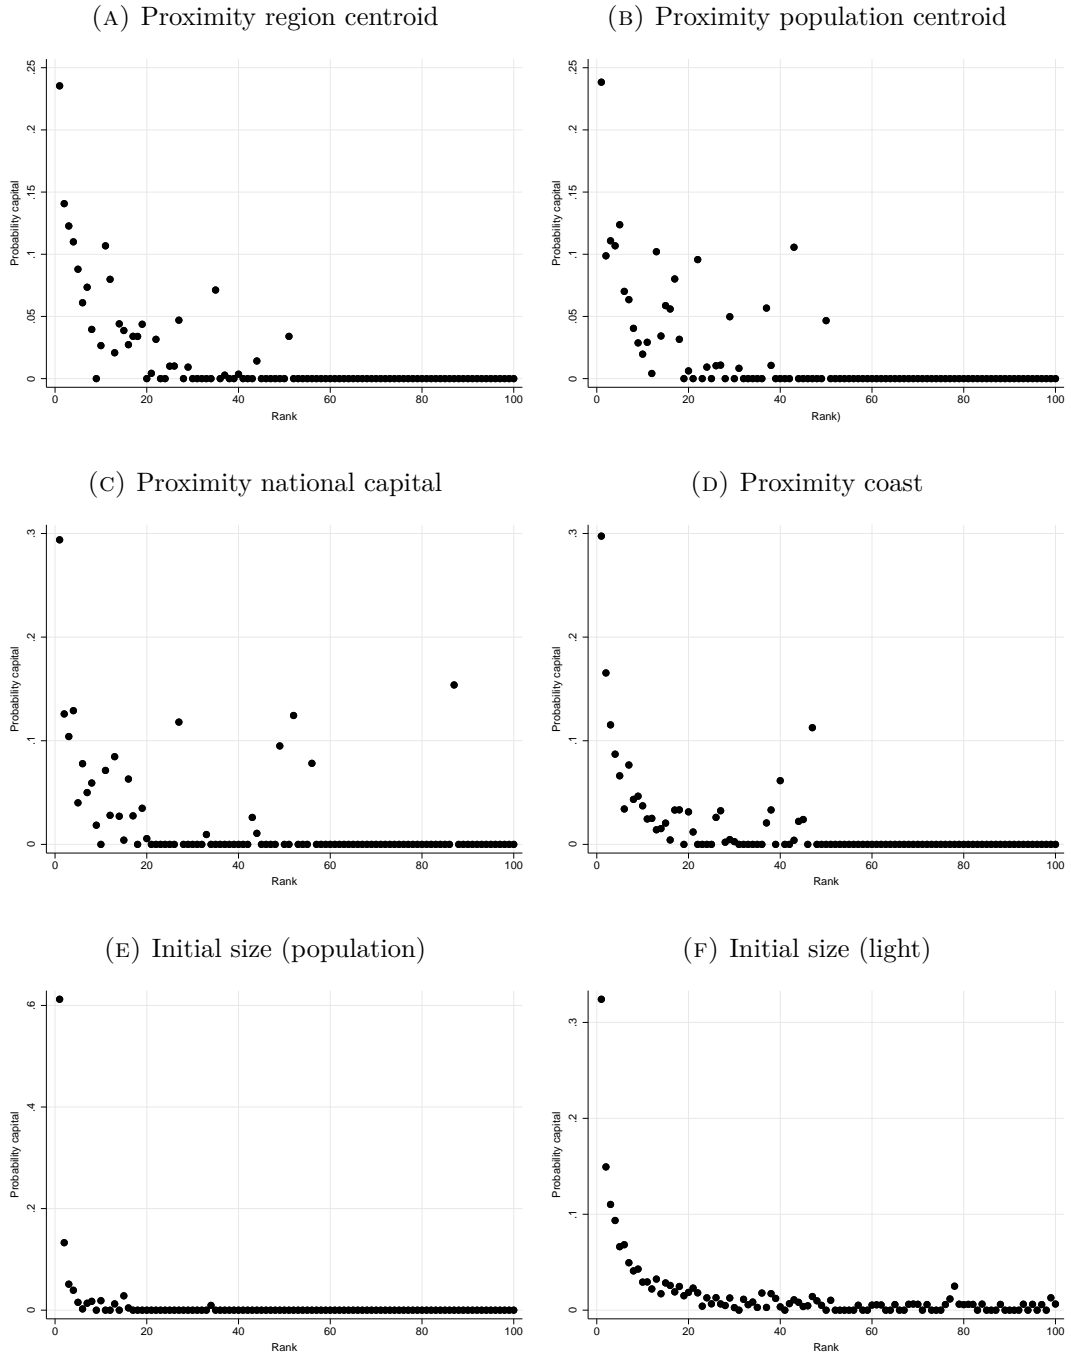 (A) Proximity region centroid
(B) Proximity population centroid
Probability capital
.25
.2
.15
.1
.05
0
0 20 40 60 80 100
Rank
Probability capital
.25
.2
.15
.1
.05
0
0 20 40 60 80 100
Rank)
(C) Proximity national capital
(D) Proximity coast
Probability capital
.3
.2
.1
0
0 20 40 60 80 100
Rank
Probability capital
.3
.2
.1
0
0 20 40 60 80 100
Rank
(E) Initial size (population)
(F) Initial size (light)
Probability capital
.6
.4
.2
0
0 20 40 60 80 100
Rank
Probability capital
.3
.2
.1
0
0 20 40 60 80 100
Rank